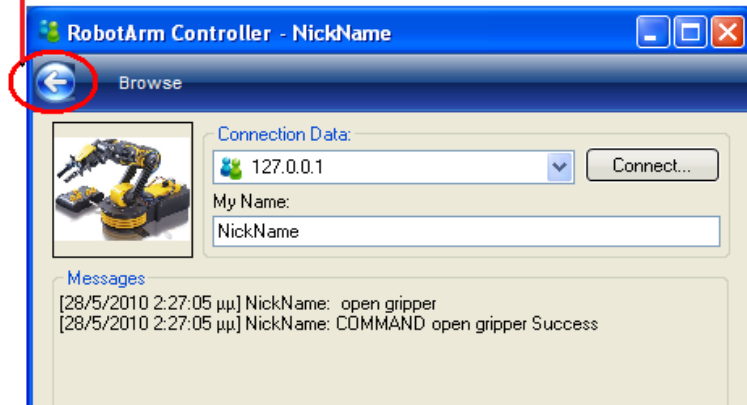 RobotArm Controller - NickName
Browse
Connection Data:
127.0.0.1
Connect...
My Name:
NickName
Messages
[28/5/2010 2:27:05 μμ] NickName:  open gripper
[28/5/2010 2:27:05 μμ] NickName: COMMAND open gripper Success